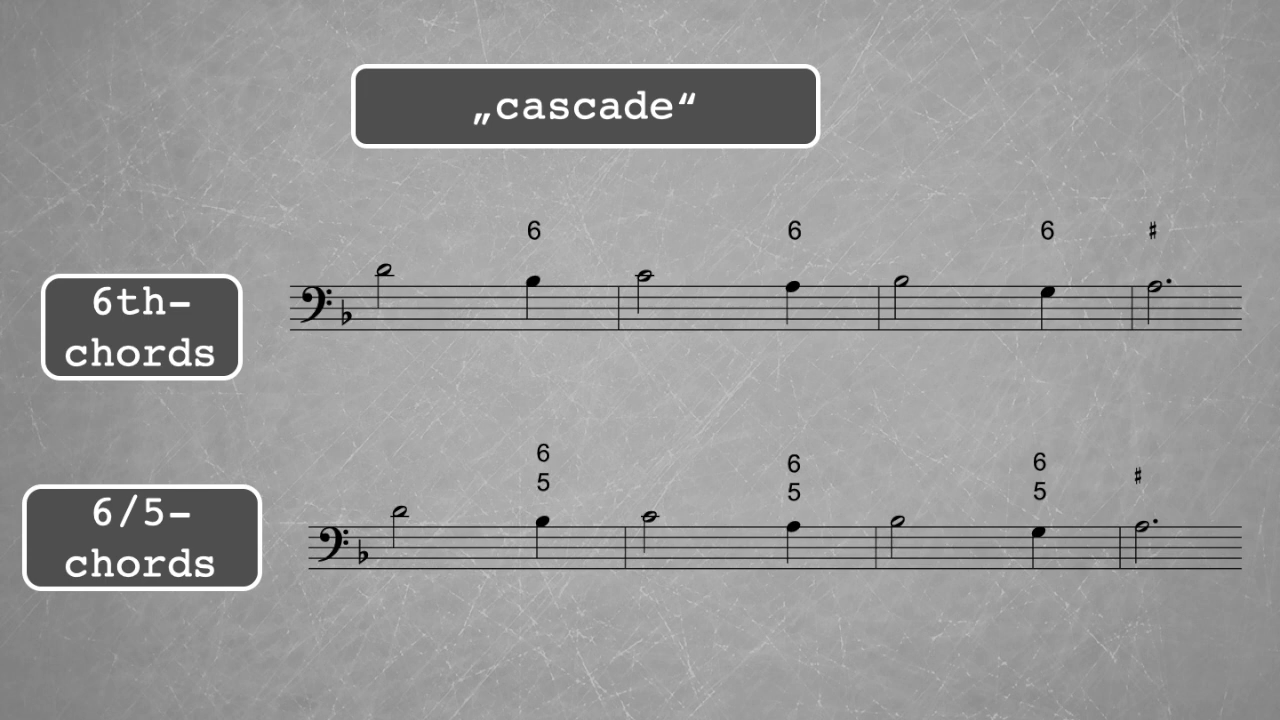 „cascade“
6 6 6 ♯
6th-
chords
6 6 6
5 5 5 ♯
6/5-
chords